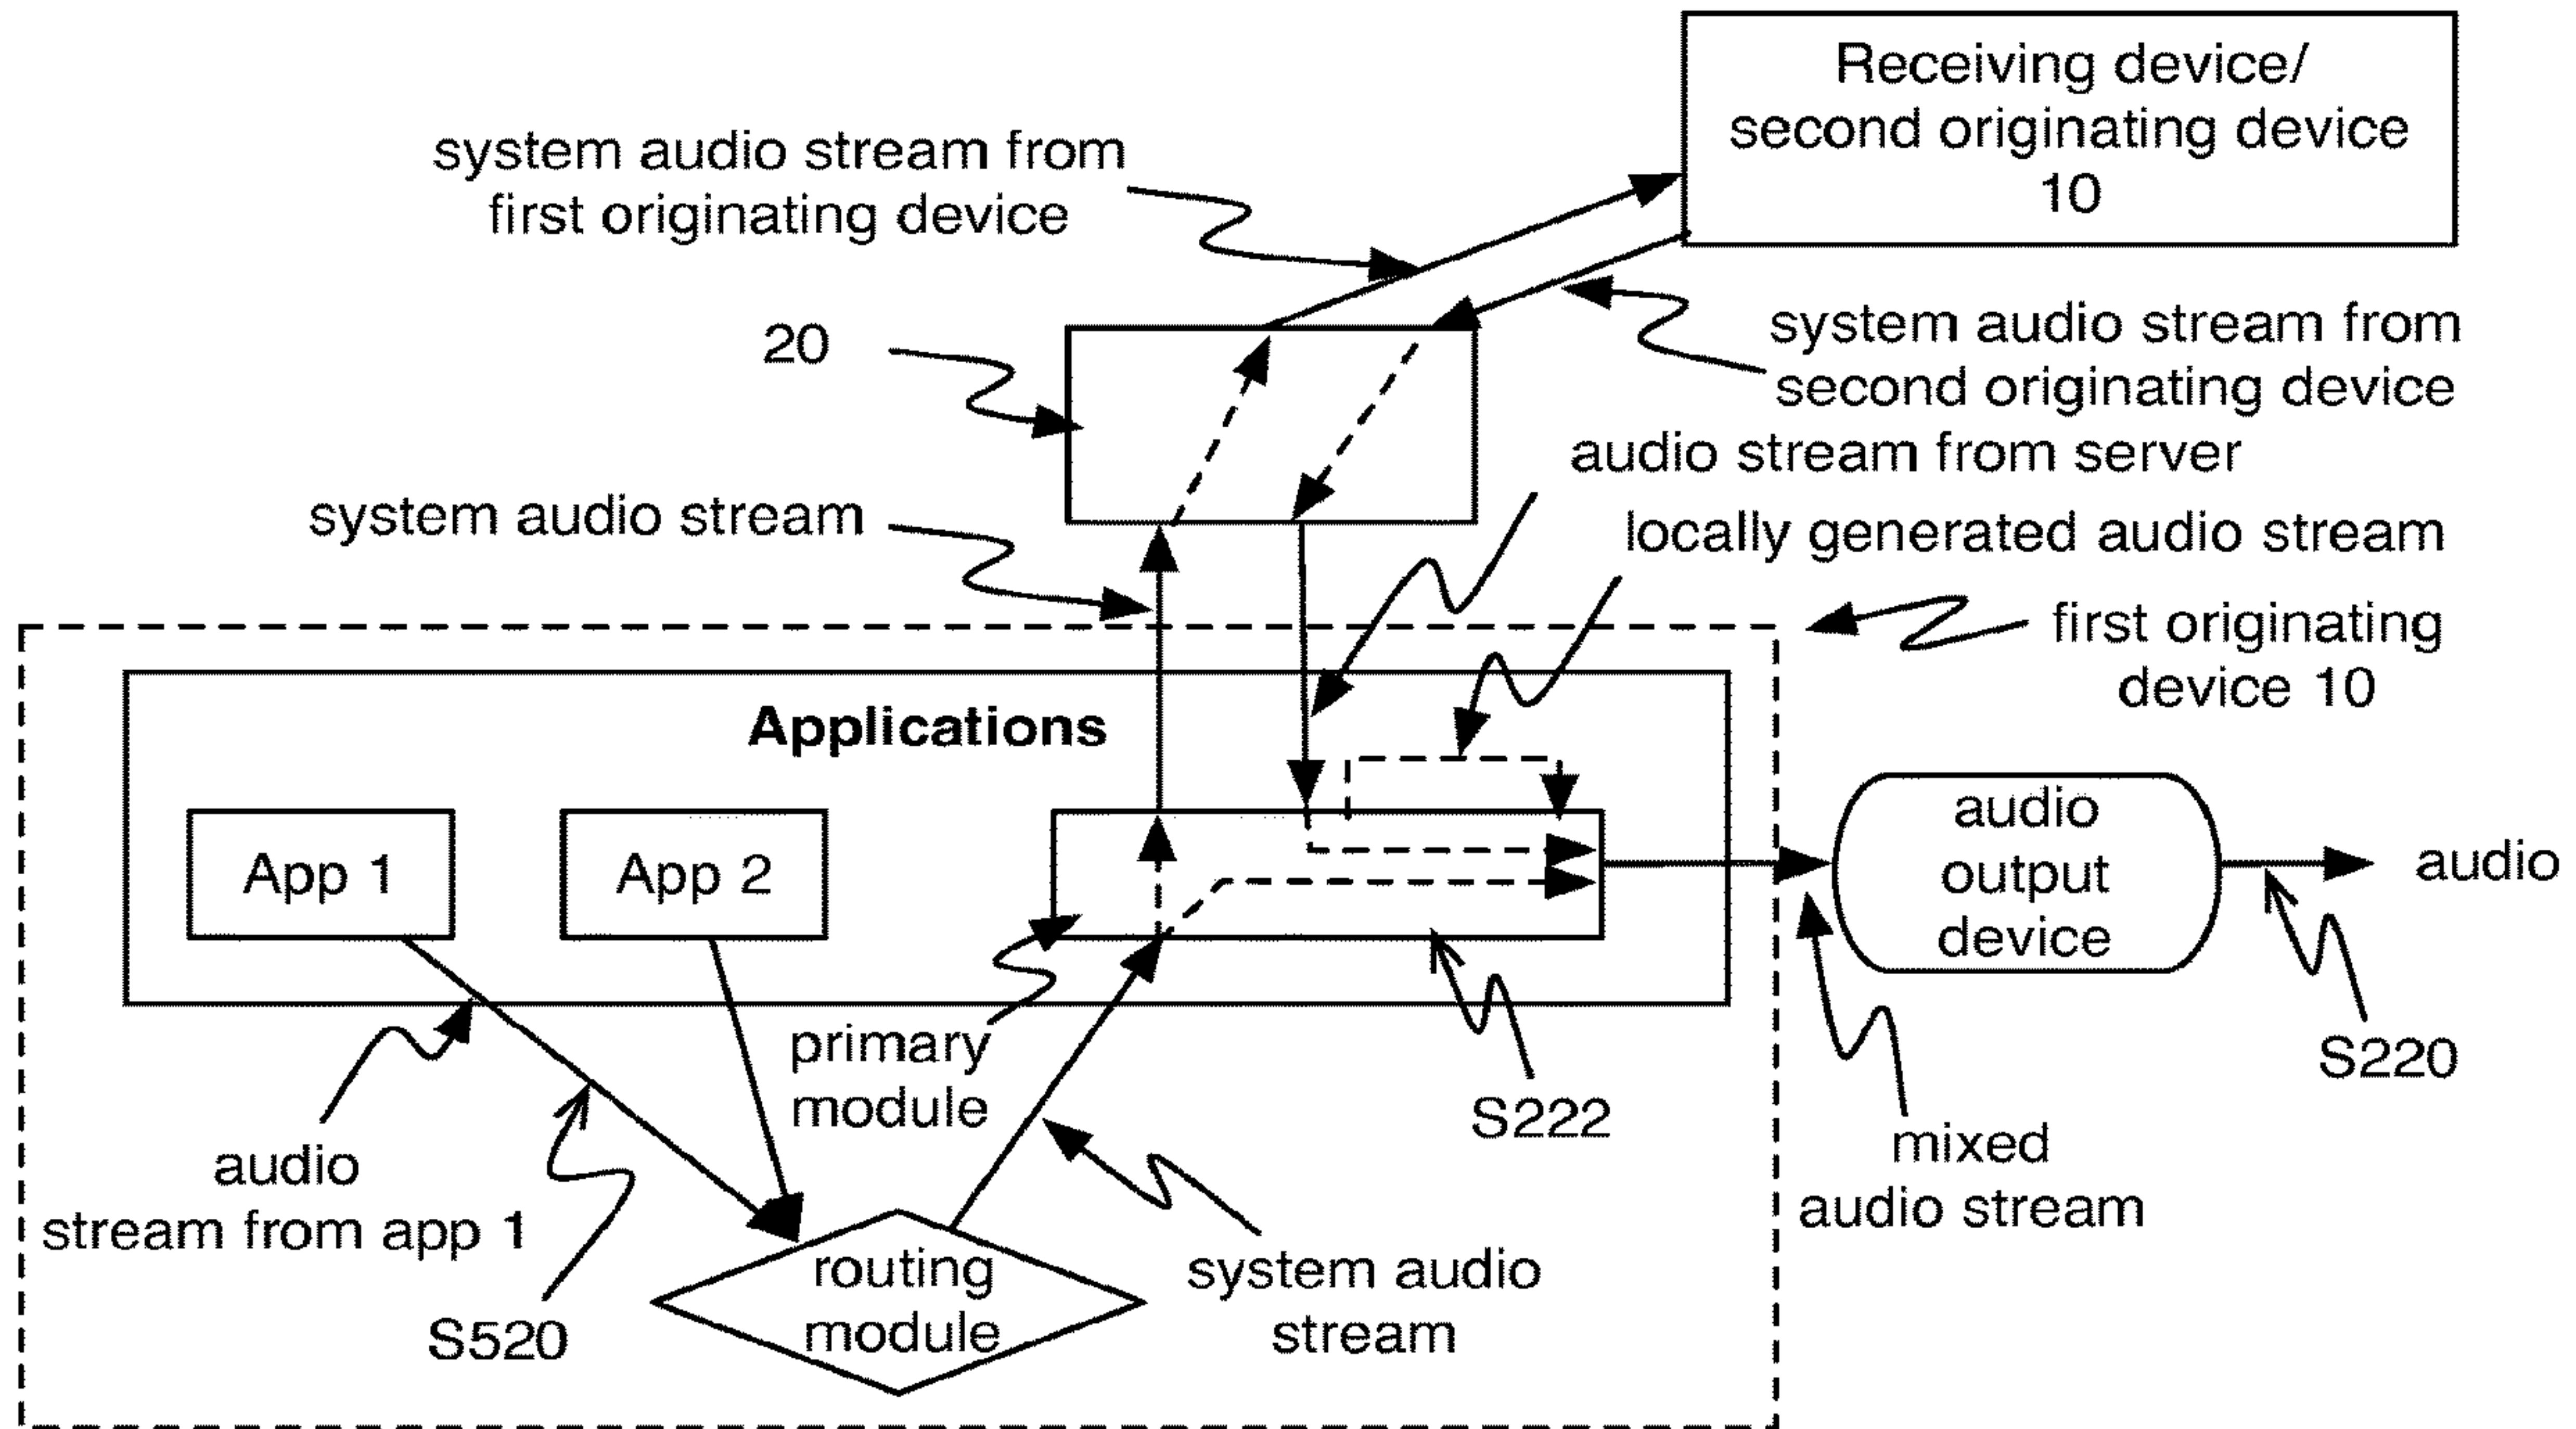 Receiving device/
second originating device
10
system audio stream from
first originating device
20
system audio stream from
second originating device
audio stream from server
system audio stream
locally generated audio stream
first originating
device 10
Applications
App 1
App 2
audio
output
device
audio
primary
module
S222
S220
mixed
audio stream
audio
stream from app 1
S520
routing
module
system audio
stream